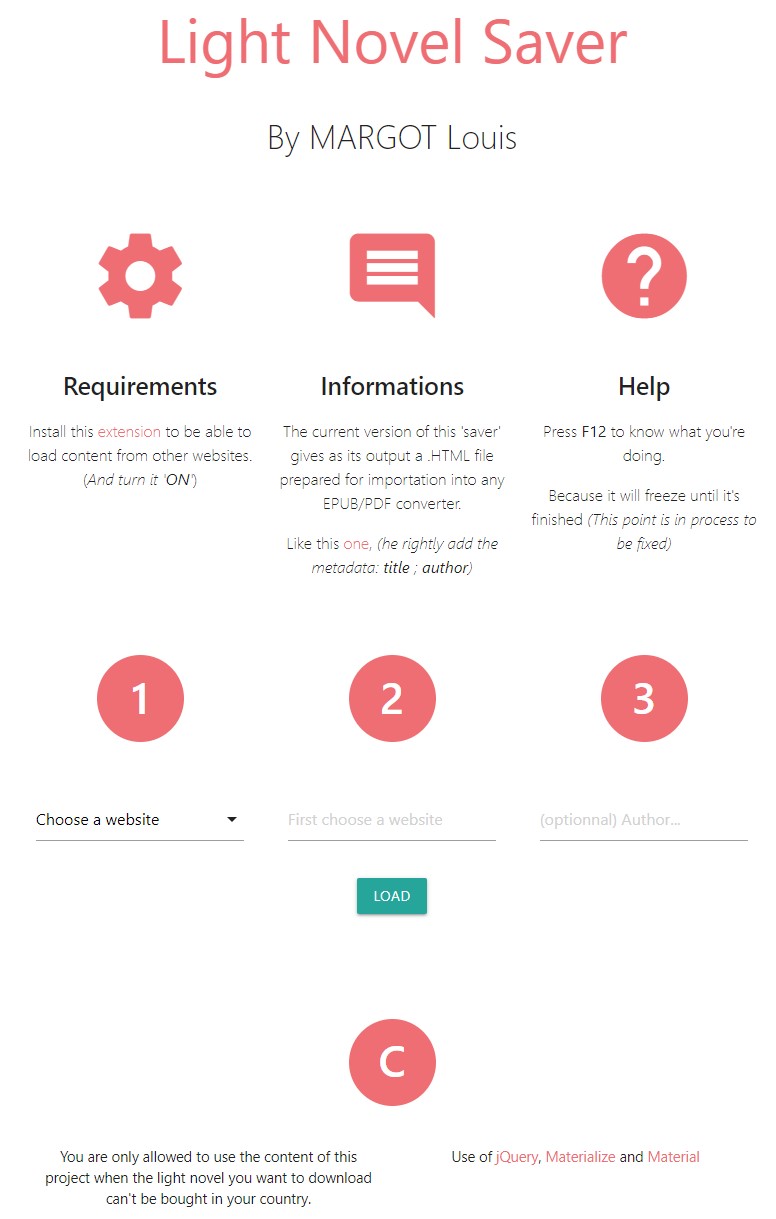 Light Novel Saver
By MARGOT Louis
Requirements
Install this extension to be able to
load content from other websites.
(And turn it 'ON')
Informations
The current version of this 'saver'
gives as its output a .HTML file
prepared for importation into any
EPUB/PDF converter.
Like this one, (he rightly add the
metadata: title ; author)
Help
Press F12 to know what you're
doing.
Because it will freeze until it's
finished (This point is in process to
be fixed)
1
2
3
Choose a website
First choose a website
(optionnal) Author...
LOAD
C
You are only allowed to use the content of this
project when the light novel you want to download
can't be bought in your country.
Use of jQuery, Materialize and Material